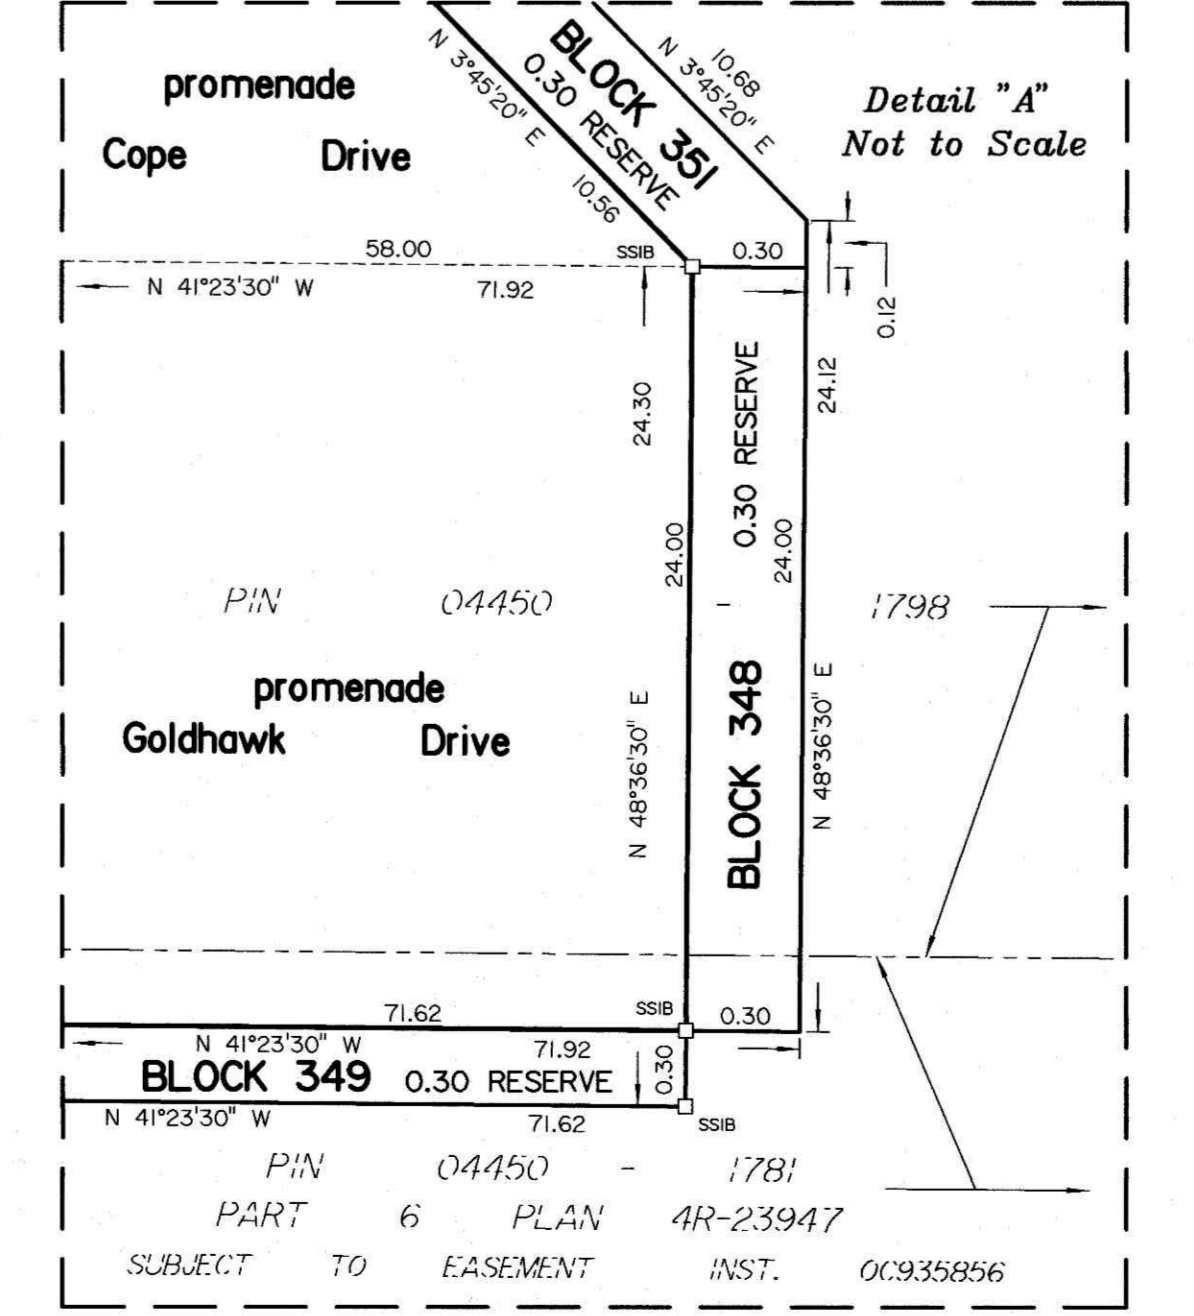 promenade
Cope Drive
N 3°45'20" E
10.56
BLOCK 351
0.30 RESERVE
10.68
N 3°45'20" E
Detail "A"
Not to Scale
58.00
SSIB
0.30
N 41°23'30" W
71.92
0.12
24.30
24.00
N 48°36'30" E
0.30 RESERVE
BLOCK 348
24.12
24.00
N 48°36'30" E
PIN 04450 - 1798
promenade
Goldhawk Drive
71.62
SSIB
0.30
N 41°23'30" W
71.92
BLOCK 349 0.30 RESERVE
0.30
N 41°23'30" W
71.62
SSIB
PIN 04450 - 1781
PART 6 PLAN 4R-23947
SUBJECT TO EASEMENT INST. OC935856